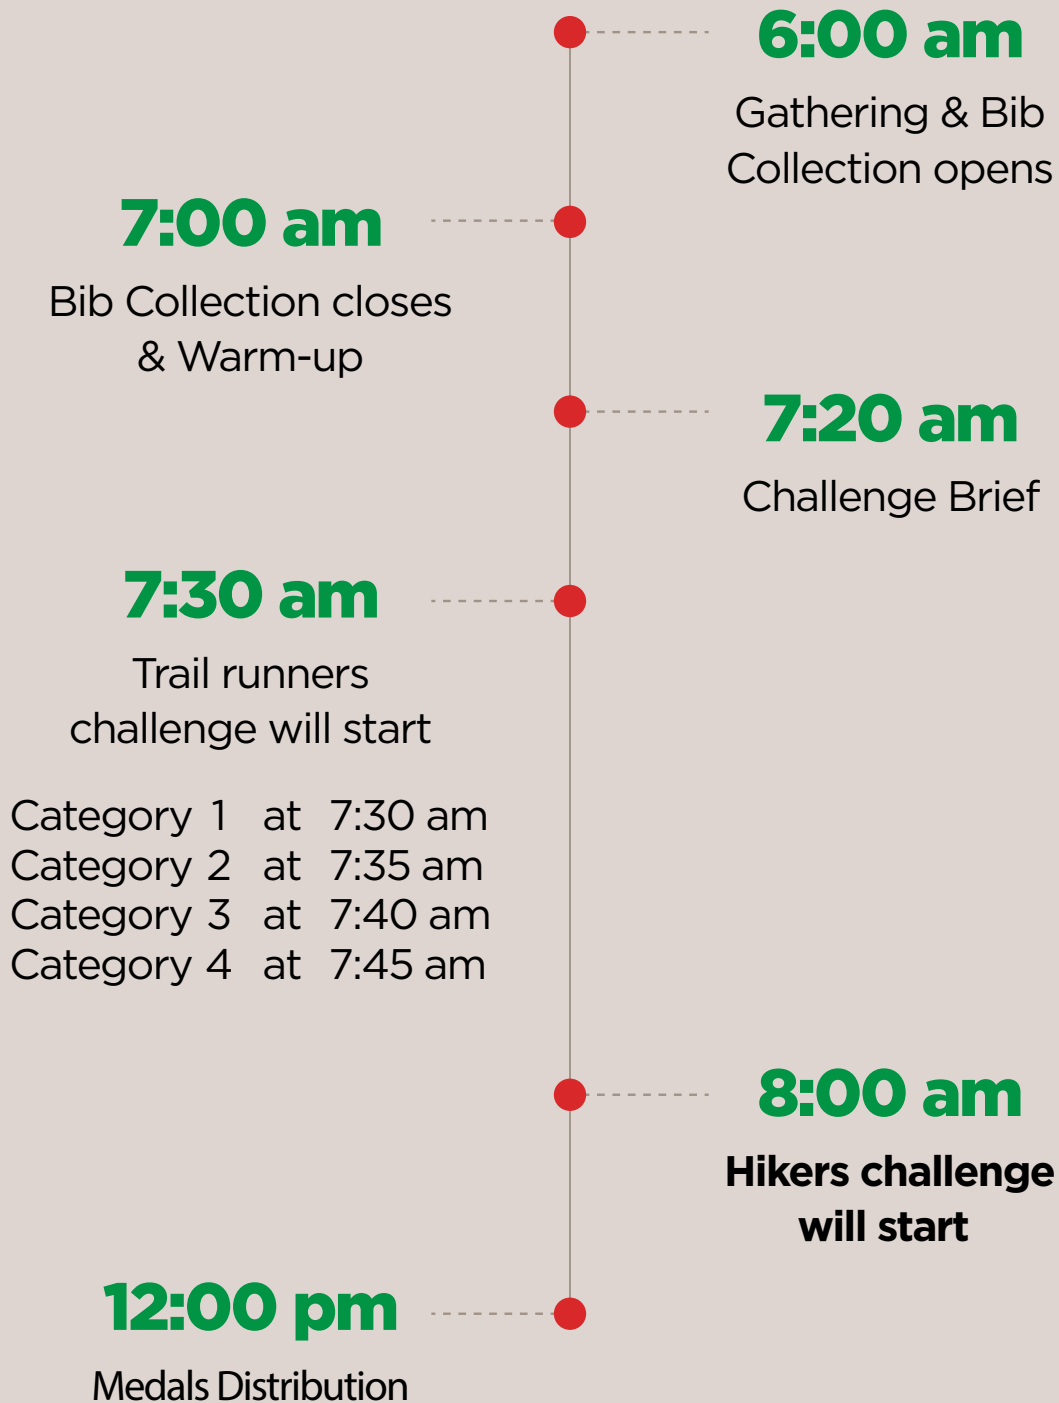 6:00 am
Gathering & Bib
Collection opens
7:00 am
Bib Collection closes
& Warm-up
7:20 am
Challenge Brief
7:30 am
Trail runners
challenge will start
Category 1 at 7:30 am
Category 2 at 7:35 am
Category 3 at 7:40 am
Category 4 at 7:45 am
8:00 am
Hikers challenge
will start
12:00 pm
Medals Distribution